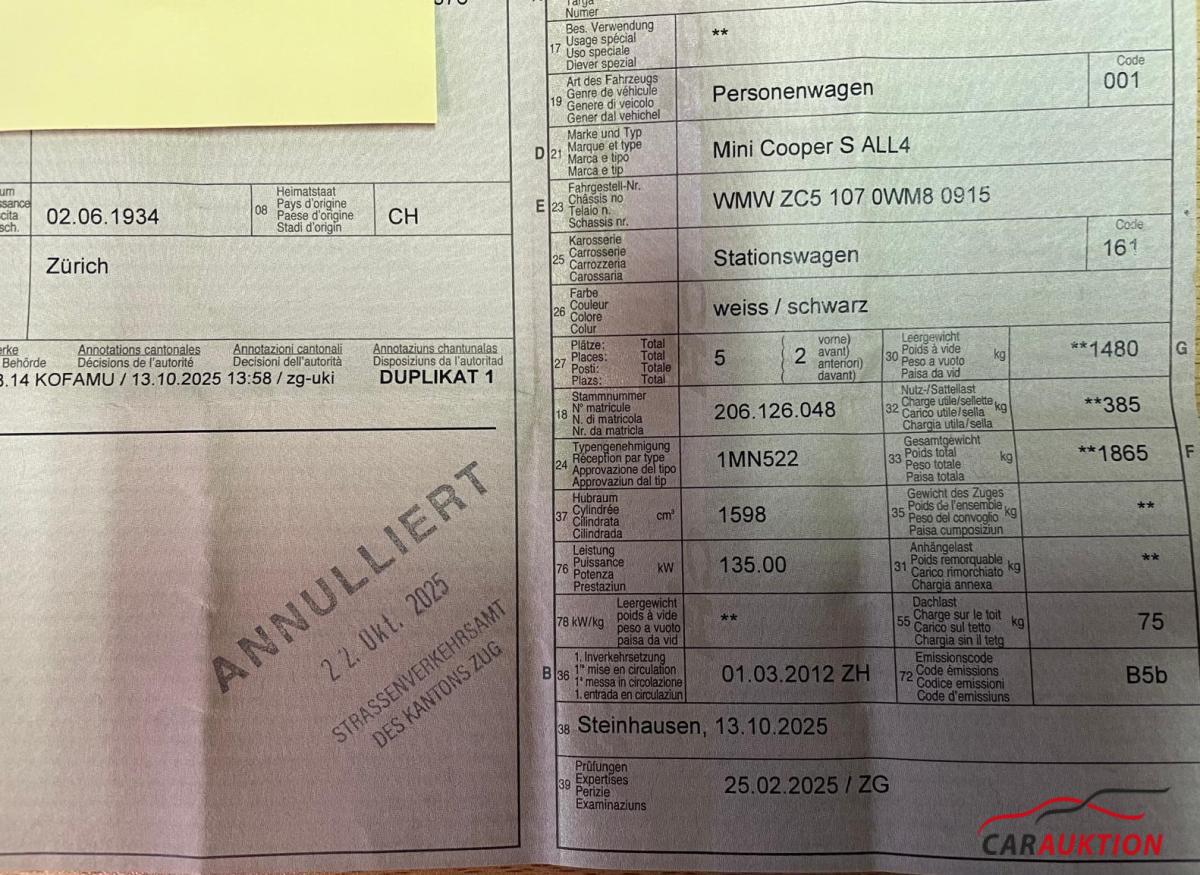 Targa
Numer
17 Bes. Verwendung
Usage spécial
Uso speciale
Diever spezial
**
19 Art des Fahrzeugs
Genre de véhicule
Genere di veicolo
Gener dal vehichel
Personenwagen
Code
001
D 21 Marke und Typ
Marque et type
Marca e tipo
Marca e tip
Mini Cooper S ALL4
E 23 Fahrgestell-Nr.
Châssis no
Telaio n.
Schassis nr.
WMW ZC5 107 0WM8 0915
25 Karosserie
Carrosserie
Carrozzeria
Carossaria
Stationswagen
Code
161
26 Farbe
Couleur
Colore
Colur
weiss / schwarz
27 Plätze: Total
Places: Total
Posti: Totale
Plazs: Total
5 ( 2 vorne)
avant)
anteriori)
davant)
30 Leergewicht
Poids à vide
Peso a vuoto
Paisa da vid
kg
**1480 G
18 Stammnummer
N° matricule
N. di matricola
Nr. da matricla
206.126.048
32 Nutz-/Sattellast
Charge utile/sellette
Carico utile/sella
Chargia utila/sella
kg
**385
24 Typengenehmigung
Réception par type
Approvazione del tipo
Approvaziun dal tip
1MN522
33 Gesamtgewicht
Poids total
Peso totale
Paisa totala
kg
**1865 F
37 Hubraum
Cylindrée
Cilindrata
Cilindrada
cm³
1598
35 Gewicht des Zuges
Poids de l'ensemble
Peso del convoglio
Paisa cumposiziun
kg
**
76 Leistung
Puissance
Potenza
Prestaziun
kW
135.00
31 Anhängelast
Poids remorquable
Carico rimorchiato
Chargia annexa
kg
**
78 kW/kg Leergewicht
poids à vide
peso a vuoto
paisa da vid
**
55 Dachlast
Charge sur le toit
Carico sul tetto
Chargia sin il tetg
kg
75
B 36 1. Inverkehrsetzung
1re mise en circulation
1a messa in circolazione
1. entrada en circulaziun
01.03.2012 ZH
72 Emissionscode
Code émissions
Codice emissioni
Code d'emissiuns
B5b
38 Steinhausen, 13.10.2025
39 Prüfungen
Expertises
Perizie
Examinaziuns
25.02.2025 / ZG
02.06.1934
08 Heimatstaat
Pays d'origine
Paese d'origine
Stadi d'origin
CH
Zürich
Behörde
Annotations cantonales
Décisions de l'autorité
Annotazioni cantonali
Decisioni dell'autorità
Annotaziuns chantunalas
Disposiziuns da l'autoritad
.14 KOFAMU / 13.10.2025 13:58 / zg-uki DUPLIKAT 1
ANNULLIERT
22. Okt. 2025
STRASSENVERKEHRSAMT
DES KANTONS ZUG
CARAUKTION